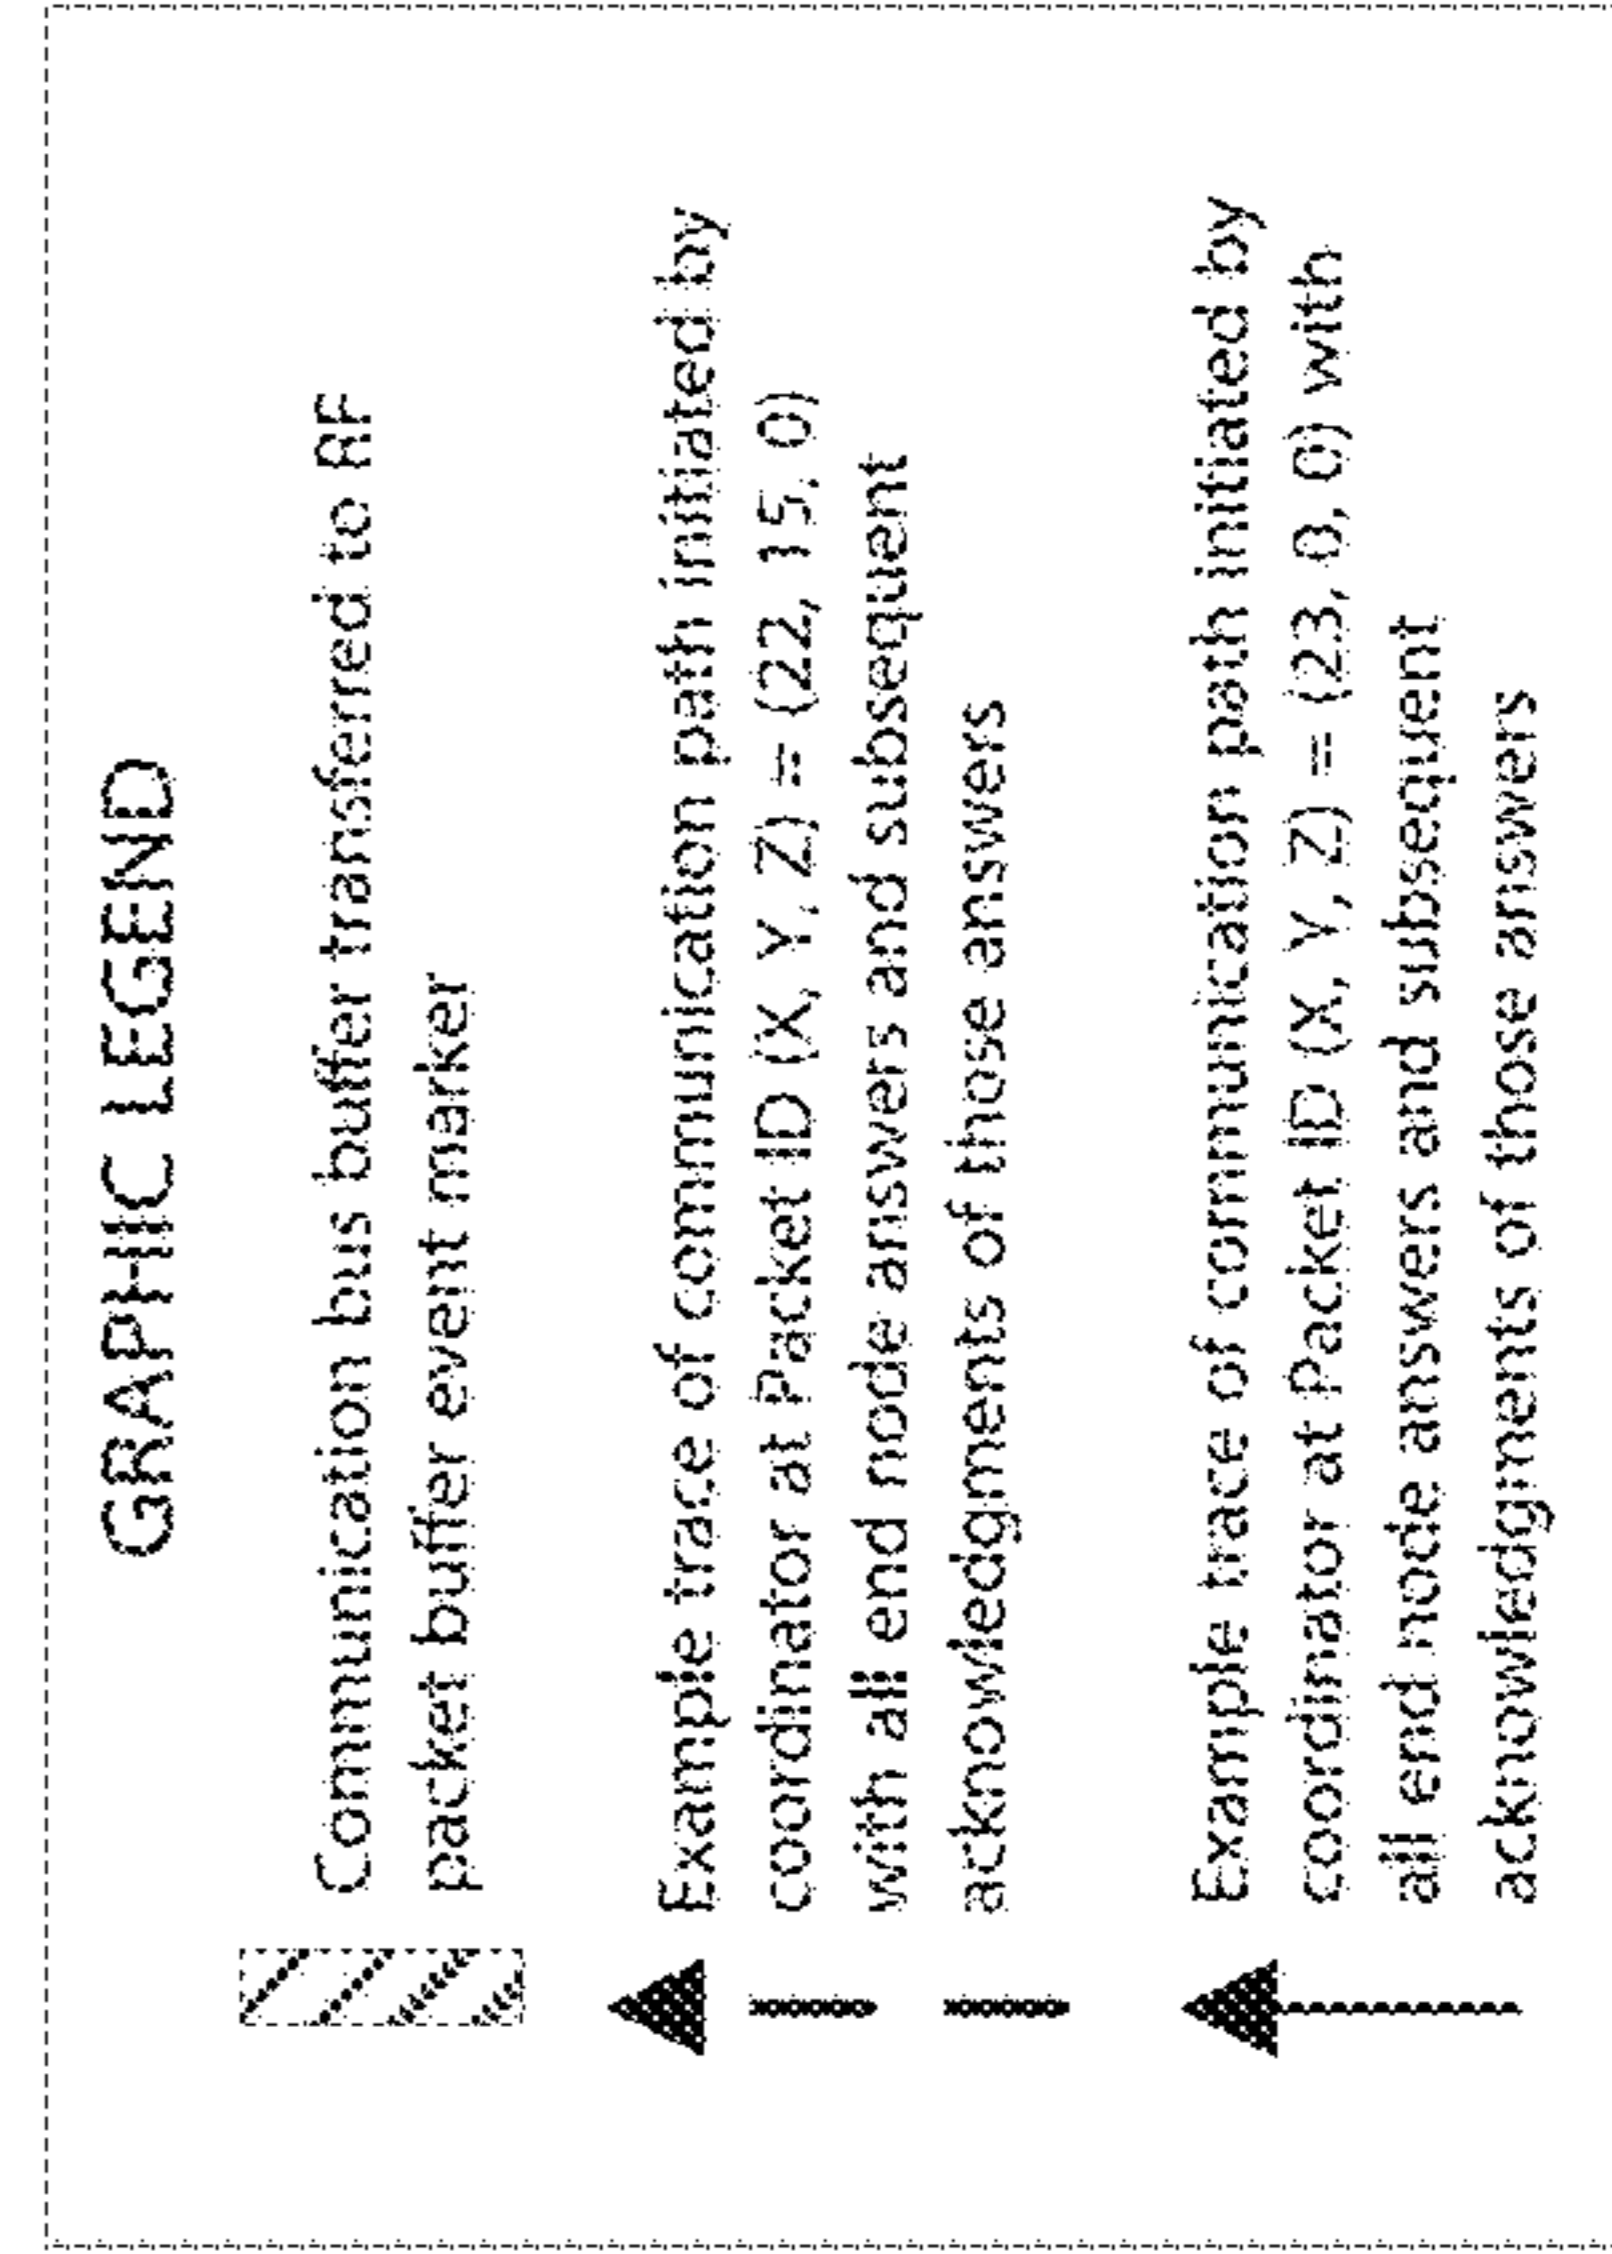 GRAPHIC LEGEND
Communication bus buffer transferred to RF
packet buffer event marker
Example trace of communication path initiated by
coordinator at Packet ID (X, Y, Z) = (22, 15, 0)
with all end node answers and subsequent
acknowledgments of those answers
Example trace of communication path initiated by
coordinator at Packet ID (X, Y, Z) = (23, 0, 0) with
all end node answers and subsequent
acknowledgments of those answers